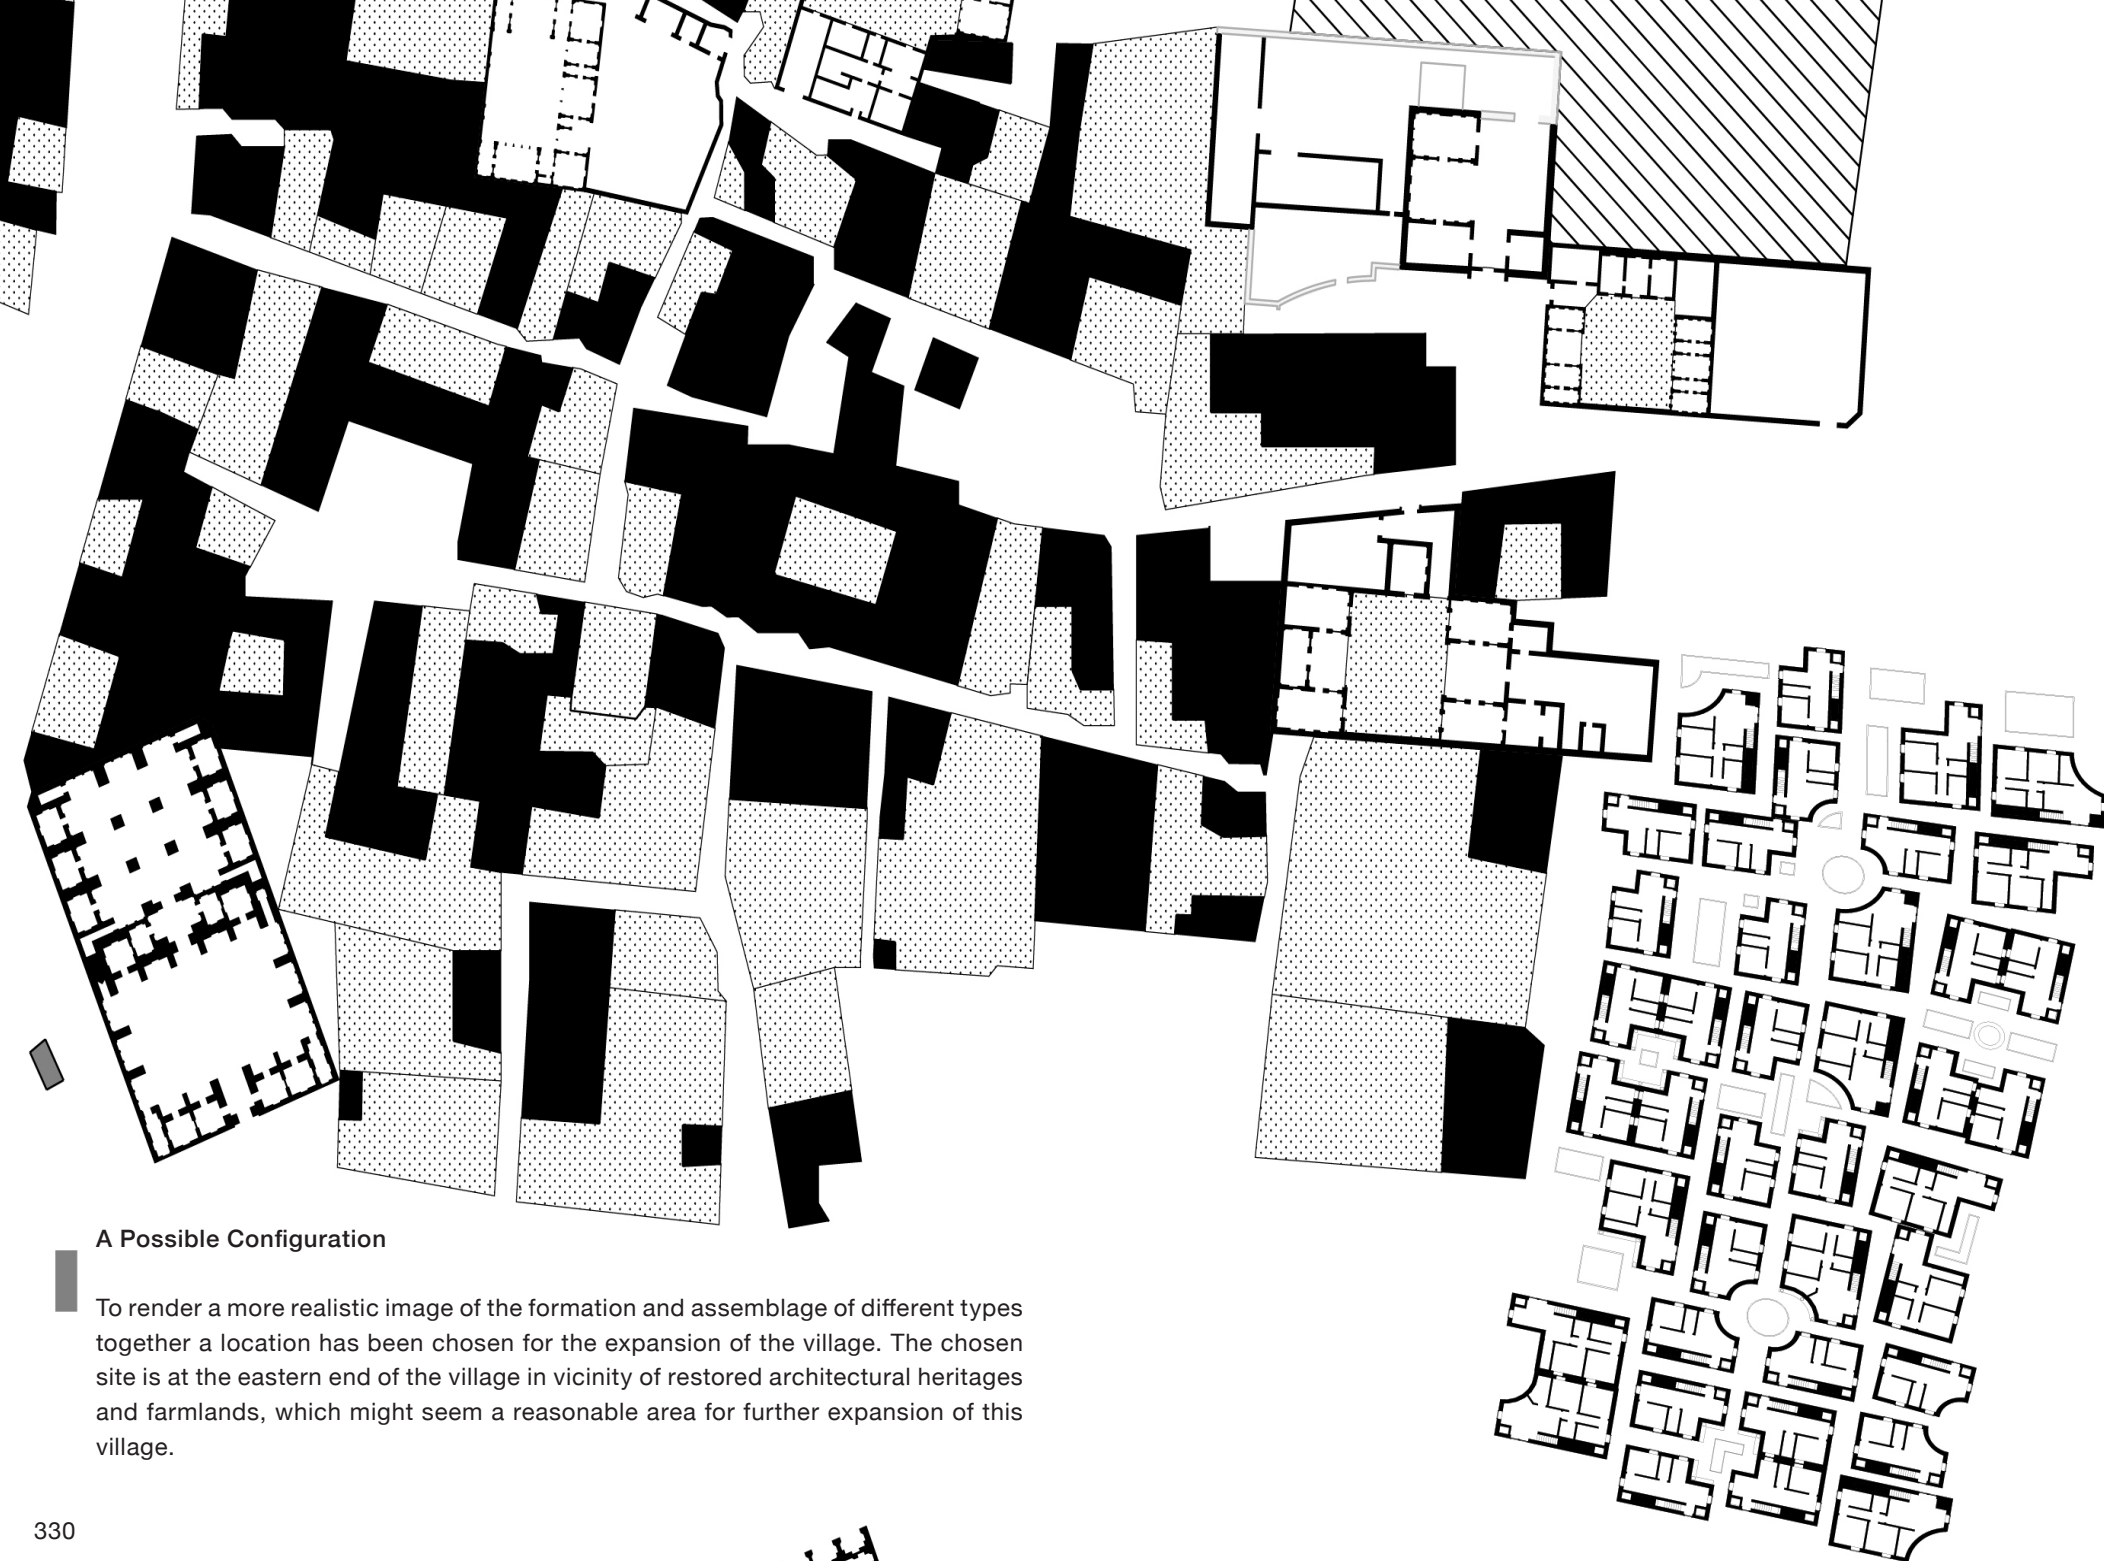 A Possible Configuration
To render a more realistic image of the formation and assemblage of different types
together a location has been chosen for the expansion of the village. The chosen
site is at the eastern end of the village in vicinity of restored architectural heritages
and farmlands, which might seem a reasonable area for further expansion of this
village.
330